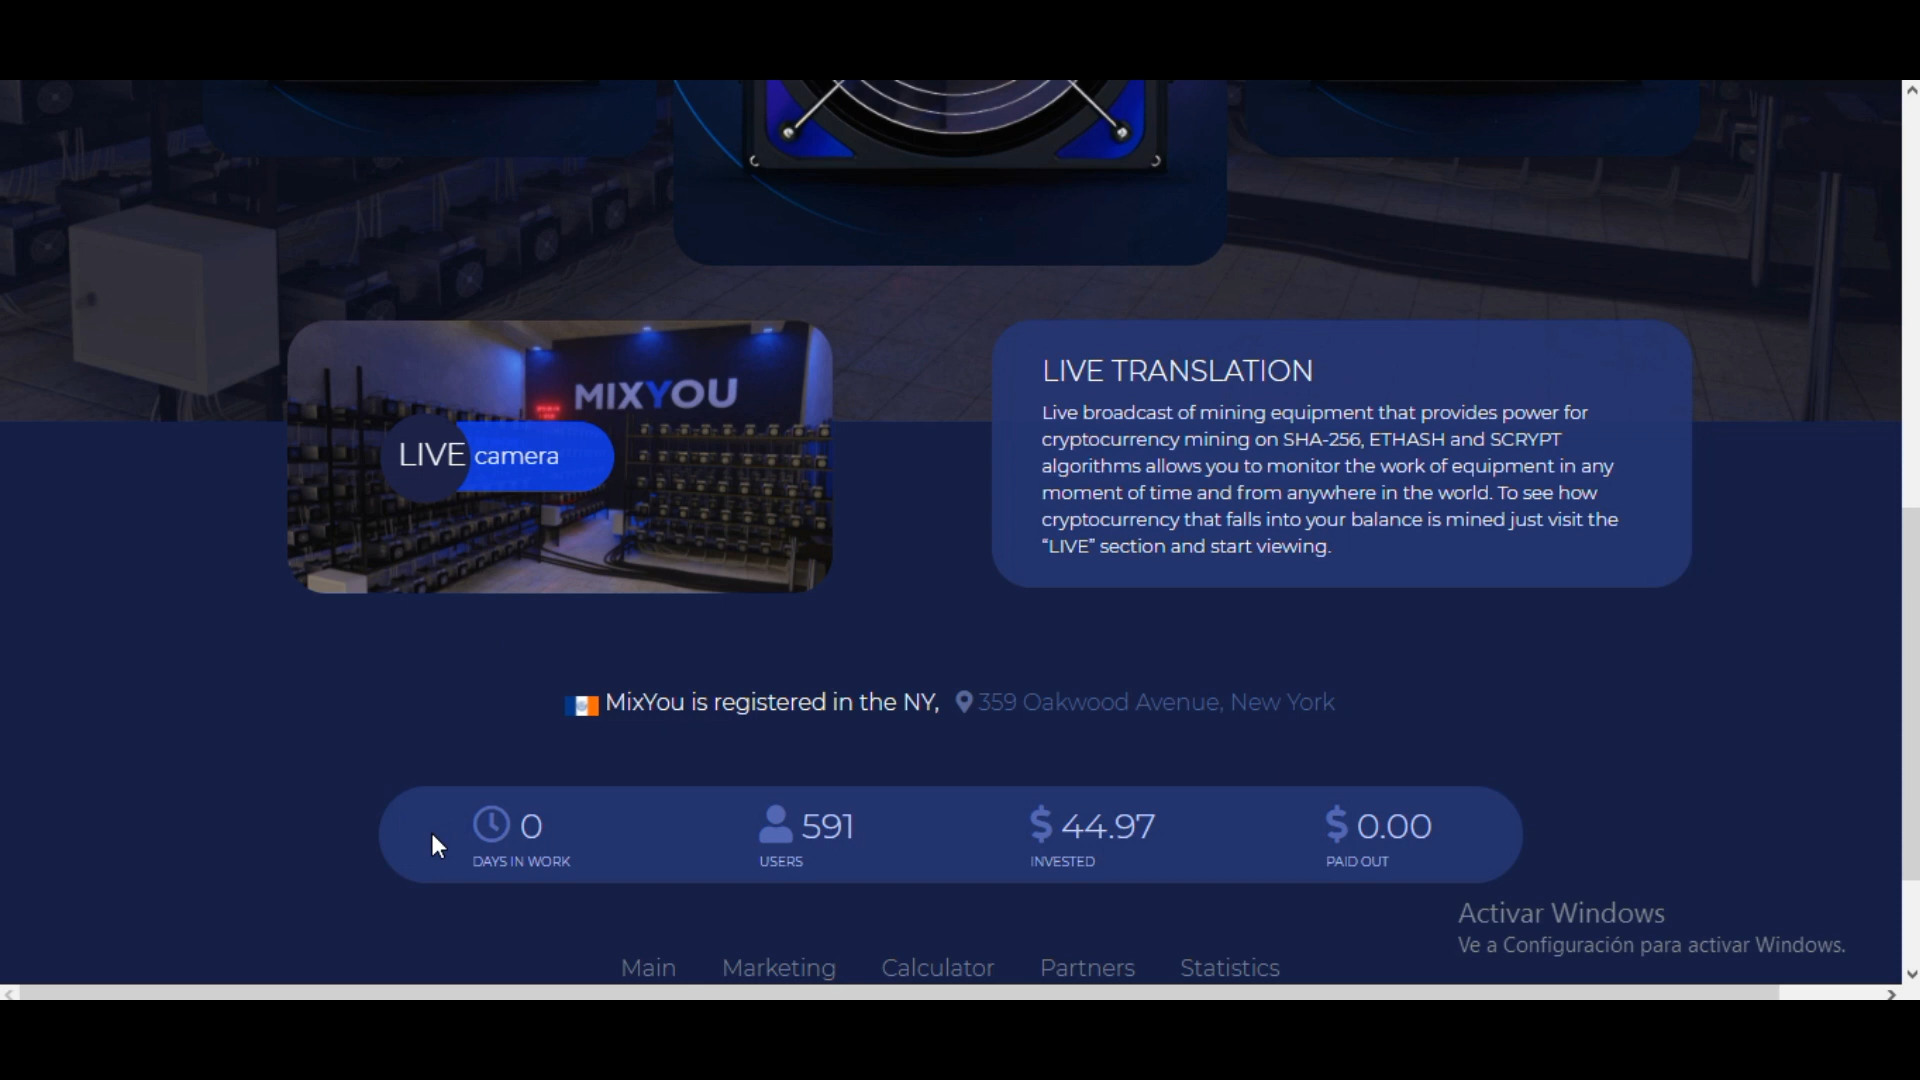 MIXYOU
LIVE camera
LIVE TRANSLATION
Live broadcast of mining equipment that provides power for
cryptocurrency mining on SHA-256, ETHASH and SCRYPT
algorithms allows you to monitor the work of equipment in any
moment of time and from anywhere in the world. To see how
cryptocurrency that falls into your balance is mined just visit the
“LIVE” section and start viewing.
MixYou is registered in the NY, 359 Oakwood Avenue, New York
0 591 $ 44.97 $ 0.00
DAYS IN WORK USERS INVESTED PAID OUT
Activar Windows
Ve a Configuración para activar Windows.
Main Marketing Calculator Partners Statistics